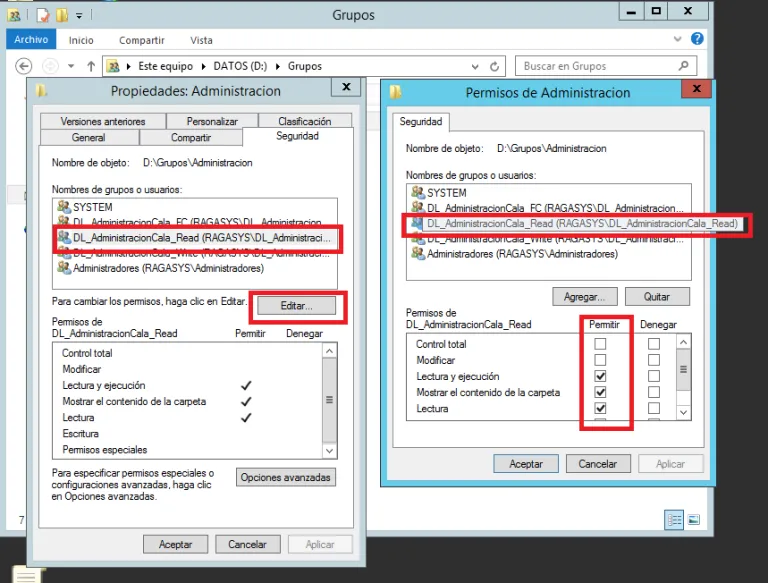 Grupos
Archivo Inicio Compartir Vista
Este equipo DATOS (D:) Grupos
Buscar en Grupos
Propiedades: Administracion
Versiones anteriores Personalizar Clasificación
General Compartir Seguridad
Nombre de objeto: D:\Grupos\Administracion
Nombres de grupos o usuarios:
SYSTEM
DL_AdministracionCala_FC (RAGASYS\DL_Administracion...
DL_AdministracionCala_Read (RAGASYS\DL_Administraci...
DL_AdministracionCala_Write (RAGASYS\DL_Administraci...
Administradores (RAGASYS\Administradores)
Para cambiar los permisos, haga clic en Editar.
Editar...
Permisos de
DL_AdministracionCala_Read Permitir Denegar
Control total
Modificar
Lectura y ejecución
Mostrar el contenido de la carpeta
Lectura
Escritura
Permisos especiales
Para especificar permisos especiales o
configuraciones avanzadas, haga clic
en Opciones avanzadas.
Opciones avanzadas
Aceptar Cancelar Aplicar
7
Permisos de Administracion
Seguridad
Nombre de objeto: D:\Grupos\Administracion
Nombres de grupos o usuarios:
SYSTEM
DL_AdministracionCala_FC (RAGASYS\DL_Administracion...
DL_AdministracionCala_Read (RAGASYS\DL_AdministracionCala_Read)
DL_AdministracionCala_Write (RAGASYS\DL_Administraci...
Administradores (RAGASYS\Administradores)
Agregar... Quitar
Permisos de
DL_AdministracionCala_Read Permitir Denegar
Control total
Modificar
Lectura y ejecución
Mostrar el contenido de la carpeta
Lectura
Aceptar Cancelar Aplicar